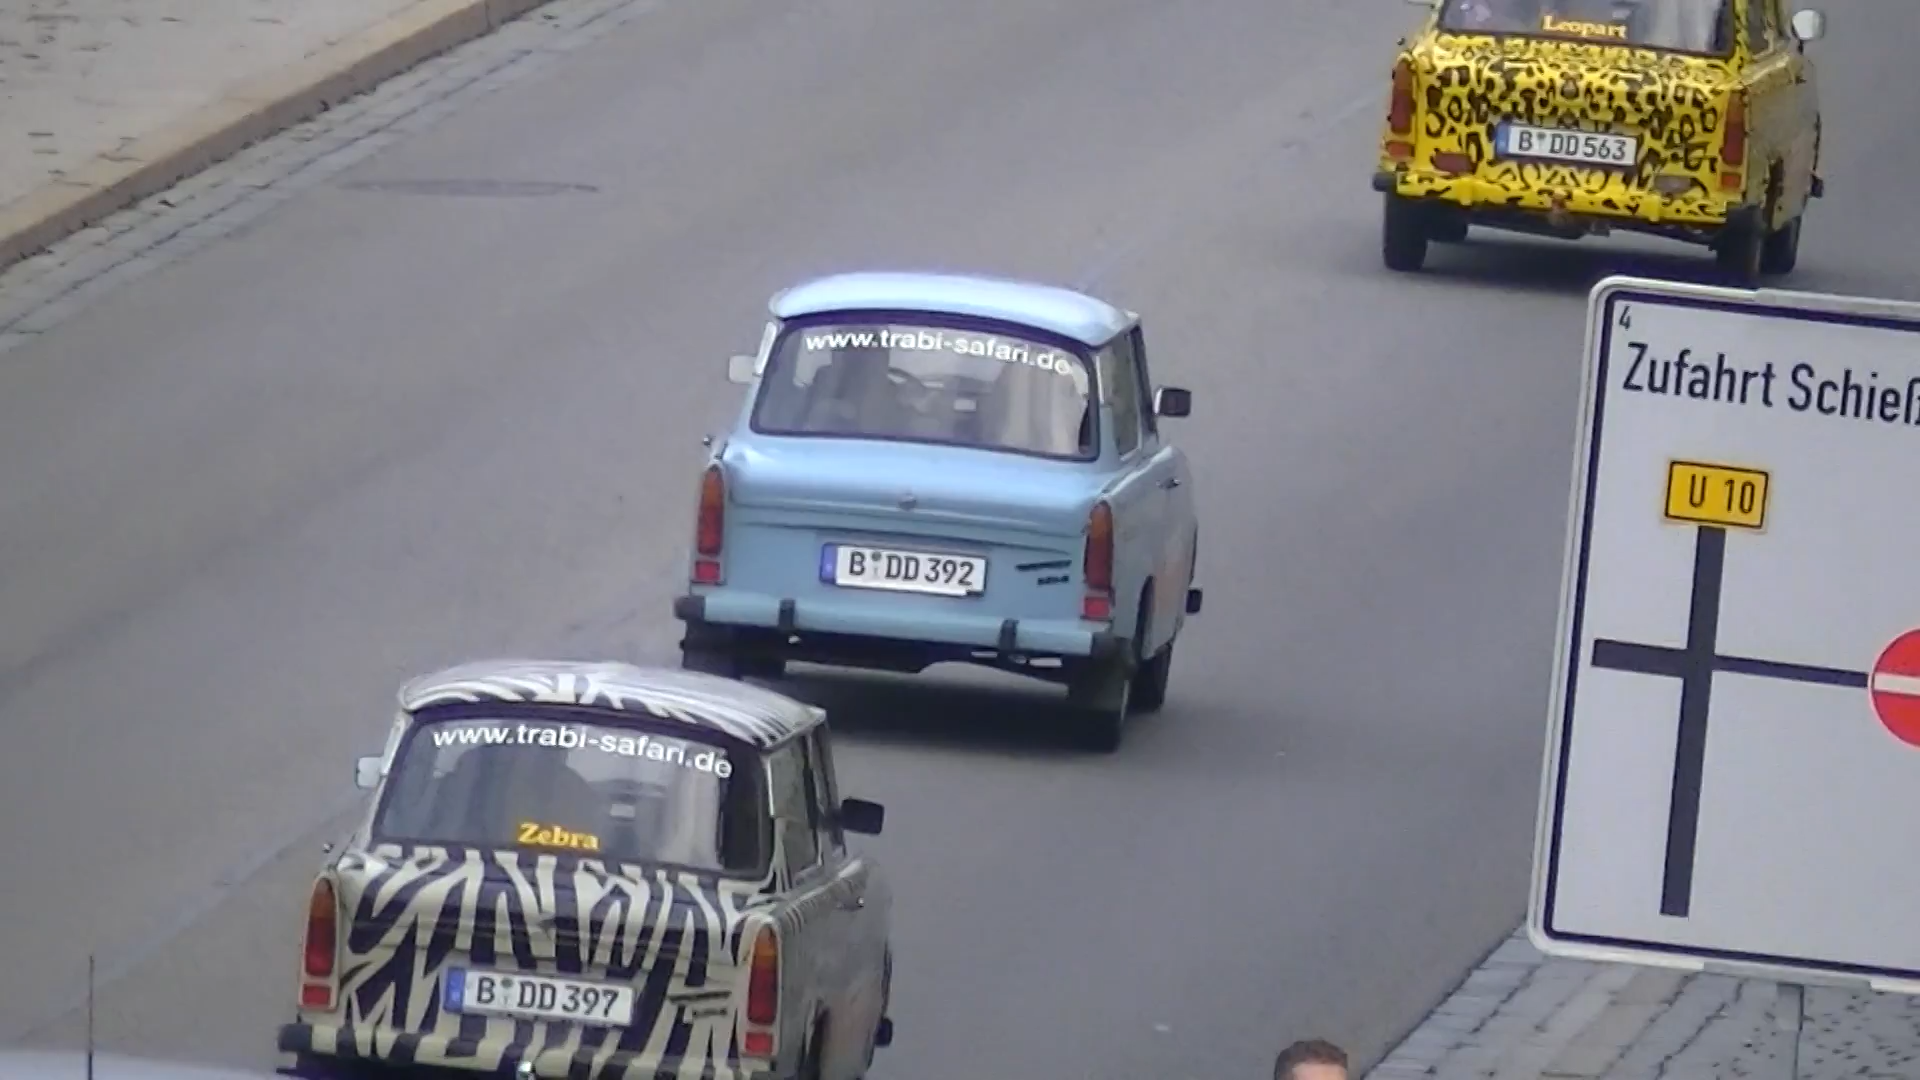 Leopart
B DD 563
www.trabi-safari.de
B DD 392
www.trabi-safari.de
Zebra
B DD 397
4
Zufahrt Schieß
U 10